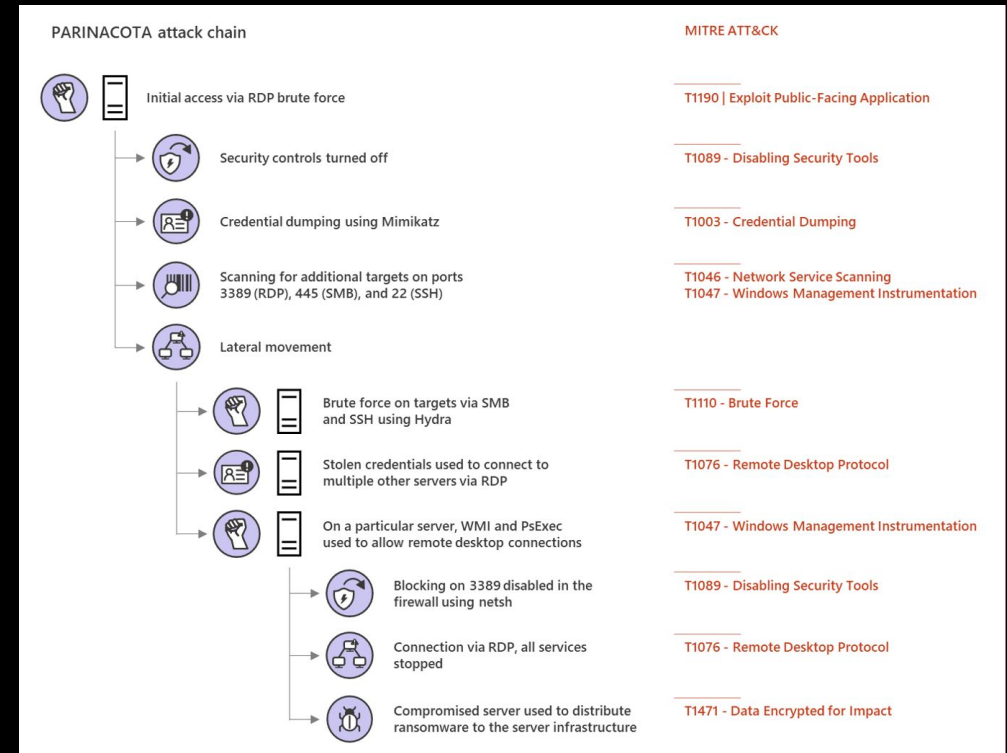 PARINACOTA attack chain
MITRE ATT&CK
Initial access via RDP brute force
T1190 | Exploit Public-Facing Application
Security controls turned off
T1089 - Disabling Security Tools
Credential dumping using Mimikatz
T1003 - Credential Dumping
Scanning for additional targets on ports
3389 (RDP), 445 (SMB), and 22 (SSH)
T1046 - Network Service Scanning
T1047 - Windows Management Instrumentation
Lateral movement
Brute force on targets via SMB
and SSH using Hydra
T1110 - Brute Force
Stolen credentials used to connect to
multiple other servers via RDP
T1076 - Remote Desktop Protocol
On a particular server, WMI and PsExec
used to allow remote desktop connections
T1047 - Windows Management Instrumentation
Blocking on 3389 disabled in the
firewall using netsh
T1089 - Disabling Security Tools
Connection via RDP, all services
stopped
T1076 - Remote Desktop Protocol
Compromised server used to distribute
ransomware to the server infrastructure
T1471 - Data Encrypted for Impact